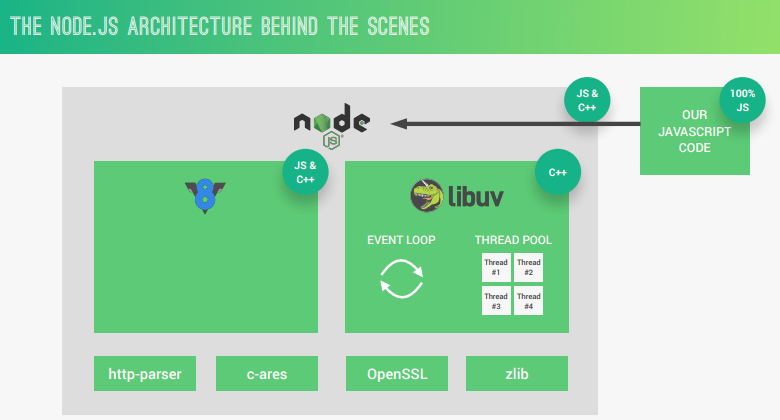 THE NODE.JS ARCHITECTURE BEHIND THE SCENES
JS &
C++
100%
JS
node
JS
OUR
JAVASCRIPT
CODE
JS &
C++
C++
V8
libuv
EVENT LOOP
THREAD POOL
Thread
#1
Thread
#2
Thread
#3
Thread
#4
http-parser
c-ares
OpenSSL
zlib